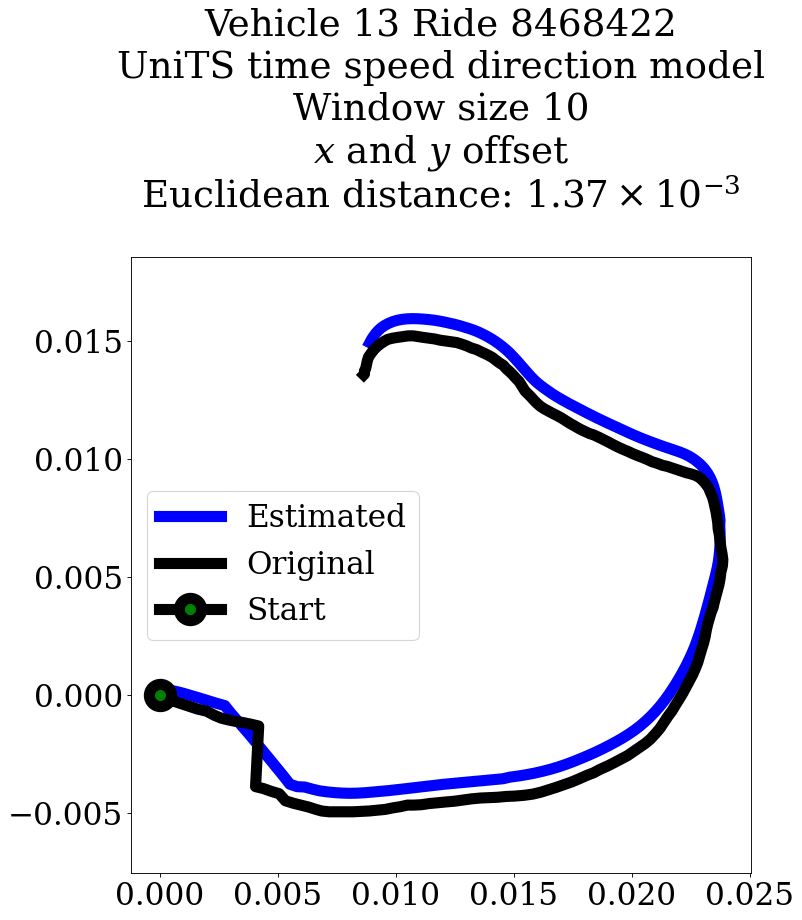 Vehicle 13 Ride 8468422
UniTS time speed direction model
Window size 10
x and y offset
Euclidean distance: 1.37 × 10⁻³
0.015
0.010
0.005
0.000
−0.005
Estimated
Original
Start
0.000 0.005 0.010 0.015 0.020 0.025